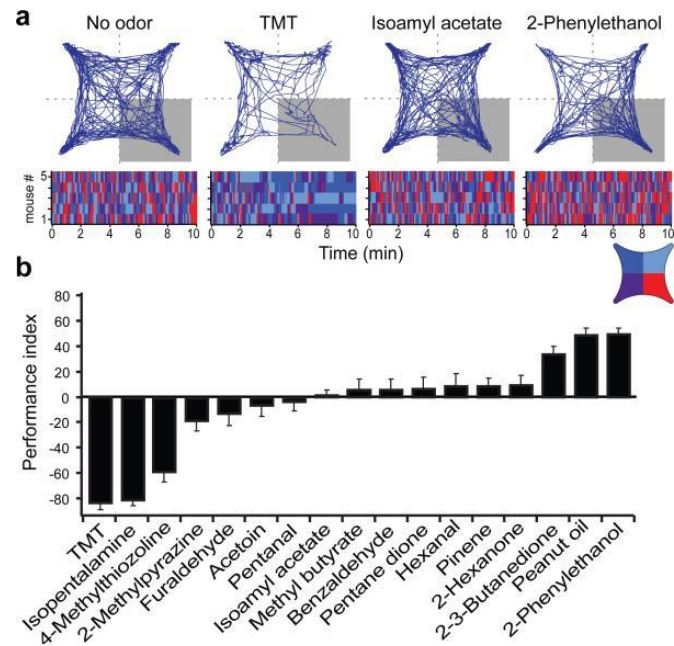 a
No odor TMT Isoamyl acetate 2-Phenylethanol
mouse #
5
1
0 2 4 6 8 10 0 2 4 6 8 10 0 2 4 6 8 10 0 2 4 6 8 10
Time (min)
b
Performance index
80
60
40
20
0
-20
-40
-60
-80
TMT
Isopentalamine
4-Methylthiozoline
2-Methylpyrazine
Furaldehyde
Acetoin
Pentanal
Isoamyl acetate
Methyl butyrate
Benzaldehyde
Pentane dione
Hexanal
Pinene
2-Hexanone
2-3-Butanedione
Peanut oil
2-Phenylethanol